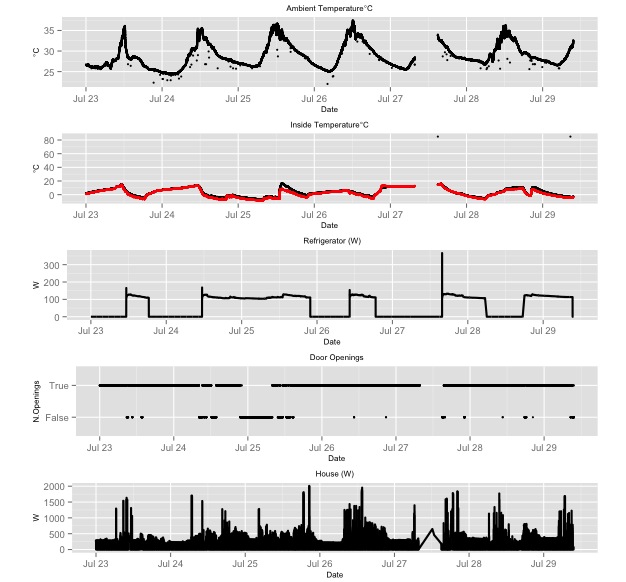 Ambient Temperature°C
35
30
25
°C
Jul 23 Jul 24 Jul 25 Jul 26 Jul 27 Jul 28 Jul 29
Date
Inside Temperature°C
80
60
40
20
0
°C
Jul 23 Jul 24 Jul 25 Jul 26 Jul 27 Jul 28 Jul 29
Date
Refrigerator (W)
300
200
100
0
W
Jul 23 Jul 24 Jul 25 Jul 26 Jul 27 Jul 28 Jul 29
Date
Door Openings
True
False
N.Openings
Jul 23 Jul 24 Jul 25 Jul 26 Jul 27 Jul 28 Jul 29
Date
House (W)
2000
1500
1000
500
0
W
Jul 23 Jul 24 Jul 25 Jul 26 Jul 27 Jul 28 Jul 29
Date